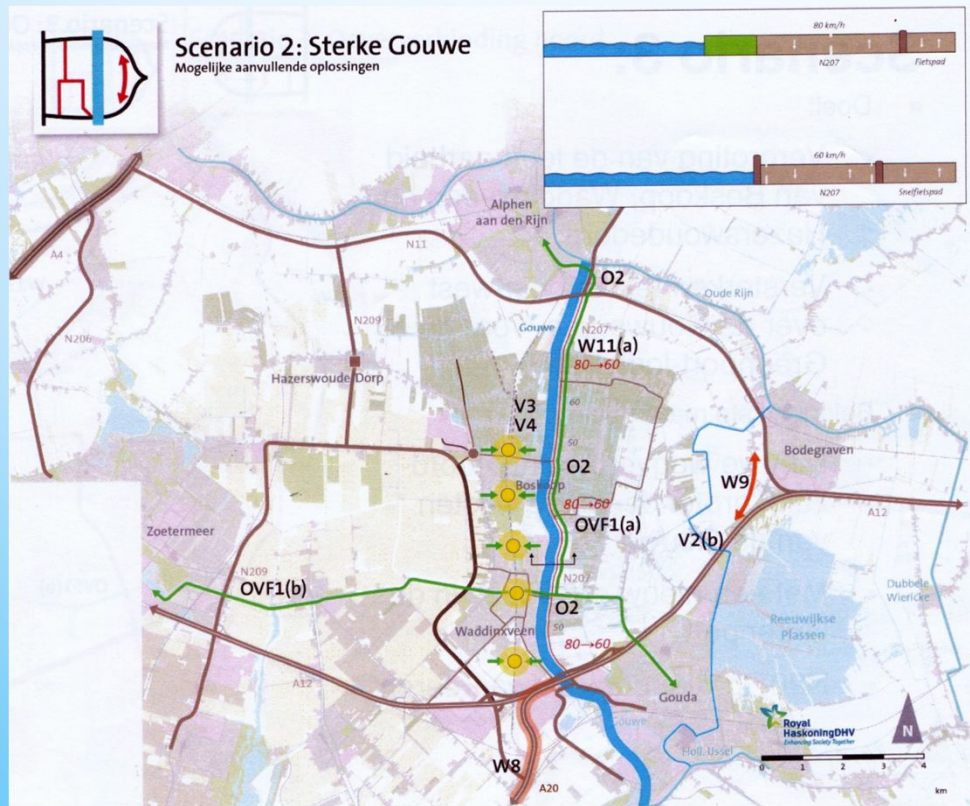 Scenario 2: Sterke Gouwe
Mogelijke aanvullende oplossingen
80 km/h
N207
Fietspad
60 km/h
N207
Snelfietspad
Alphen
aan den Rijn
A4
N11
O2
Oude Rijn
N206
N209
Gouwe
N207
W11(a)
80→60
Hazerswoude Dorp
60
V3
V4
50
Bodegraven
O2
W9
Boskoop
80→60
A12
Zoetermeer
OVF1(a)
V2(b)
N209
N207
OVF1(b)
Dubbele
Wiericke
O2
Reeuwijkse
Plassen
Waddinxveen
50
80→60
A12
Gouda
Gouwe
Royal
HaskoningDHV
Enhancing Society Together
N
Holl. IJssel
W8
0 1 2 3 4
A20
km